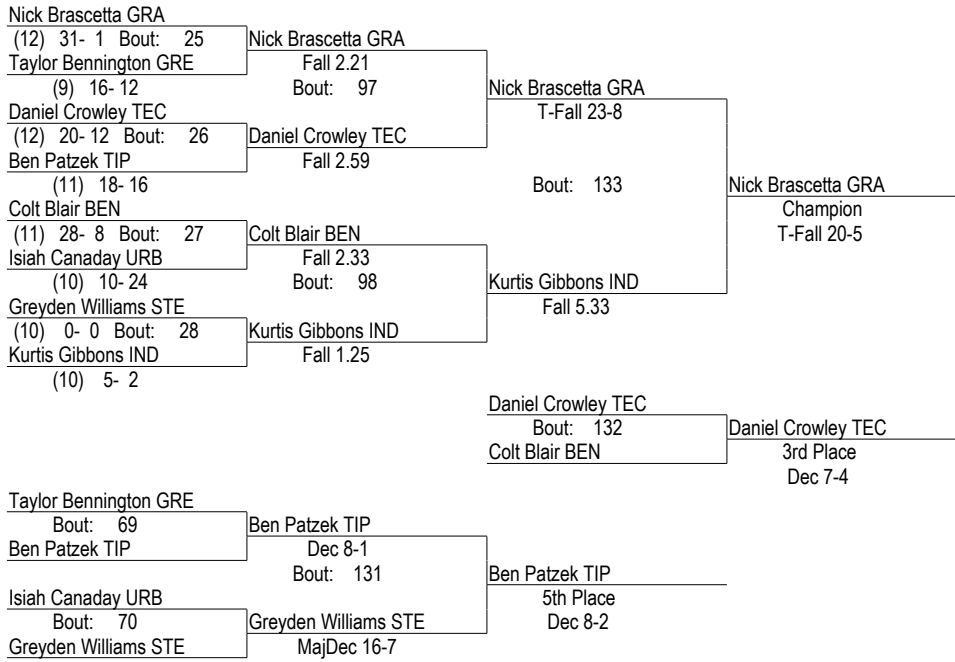 Nick Brascetta GRA
(12) 31- 1 Bout: 25
Nick Brascetta GRA
Taylor Bennington GRE
Fall 2.21
(9) 16- 12
Bout: 97
Nick Brascetta GRA
Daniel Crowley TEC
T-Fall 23-8
(12) 20- 12 Bout: 26
Daniel Crowley TEC
Ben Patzek TIP
Fall 2.59
(11) 18- 16
Bout: 133
Nick Brascetta GRA
Colt Blair BEN
Champion
(11) 28- 8 Bout: 27
Colt Blair BEN
T-Fall 20-5
Isiah Canaday URB
Fall 2.33
(10) 10- 24
Bout: 98
Kurtis Gibbons IND
Greyden Williams STE
Fall 5.33
(10) 0- 0 Bout: 28
Kurtis Gibbons IND
Kurtis Gibbons IND
Fall 1.25
(10) 5- 2
Daniel Crowley TEC
Bout: 132
Daniel Crowley TEC
Colt Blair BEN
3rd Place
Dec 7-4
Taylor Bennington GRE
Bout: 69
Ben Patzek TIP
Ben Patzek TIP
Dec 8-1
Bout: 131
Ben Patzek TIP
Isiah Canaday URB
5th Place
Bout: 70
Greyden Williams STE
Dec 8-2
Greyden Williams STE
MajDec 16-7